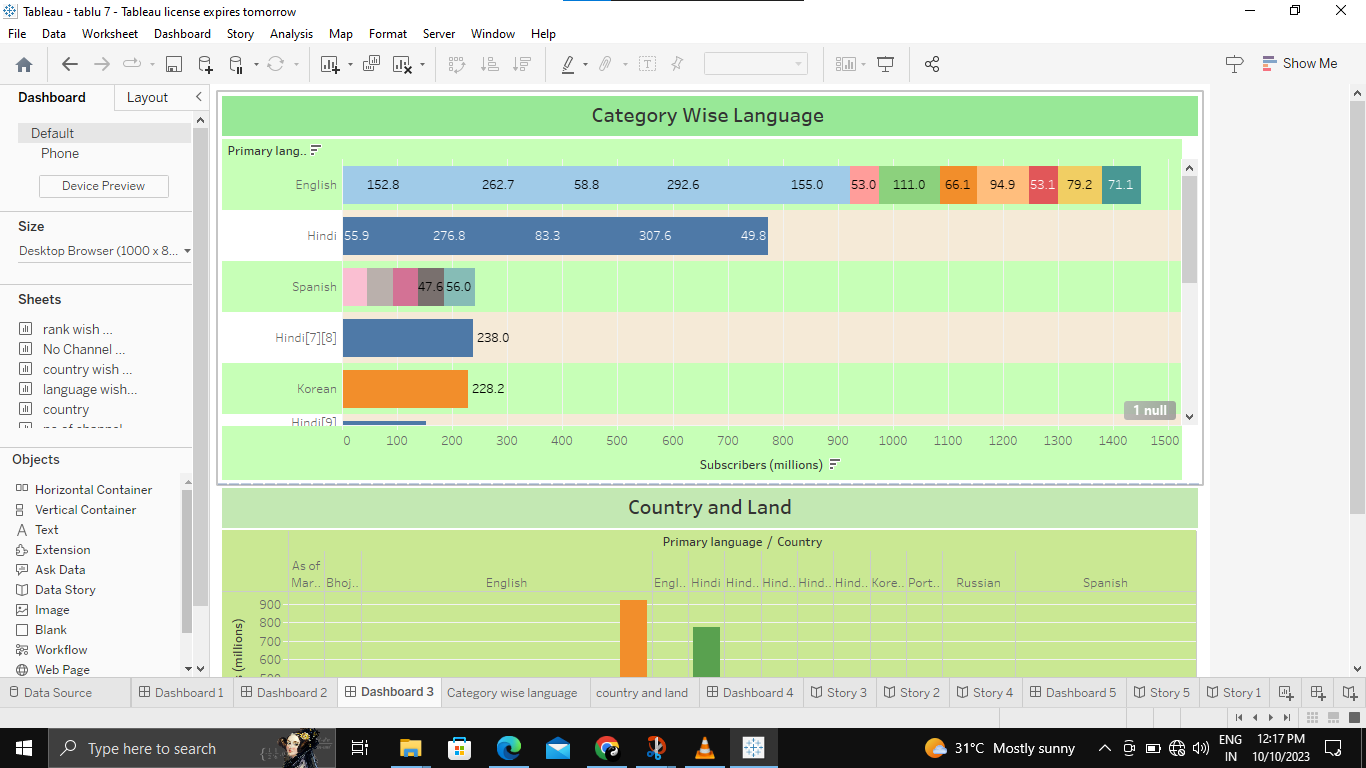 Tableau - tablu 7 - Tableau license expires tomorrow
File Data Worksheet Dashboard Story Analysis Map Format Server Window Help
Show Me
Dashboard Layout
Default
Phone
Device Preview
Size
Desktop Browser (1000 x 8...
Sheets
rank wish ...
No Channel ...
country wish ...
language wish...
country
no of channel
Objects
Horizontal Container
Vertical Container
Text
Extension
Ask Data
Data Story
Image
Blank
Workflow
Web Page
Category Wise Language
Primary lang..
English 152.8 262.7 58.8 292.6 155.0 53.0 111.0 66.1 94.9 53.1 79.2 71.1
Hindi 55.9 276.8 83.3 307.6 49.8
Spanish 47.6 56.0
Hindi[7][8] 238.0
Korean 228.2
Hindi[9]
1 null
0 100 200 300 400 500 600 700 800 900 1000 1100 1200 1300 1400 1500
Subscribers (millions)
Country and Land
Primary language / Country
As of Mar.. Bhoj.. English Engl.. Hindi Hind.. Hind.. Hind.. Hind.. Kore.. Port.. Russian Spanish
900
800
700
600
500
s (millions)
Data Source Dashboard 1 Dashboard 2 Dashboard 3 Category wise language country and land Dashboard 4 Story 3 Story 2 Story 4 Dashboard 5 Story 5 Story 1
Type here to search
31°C Mostly sunny
ENG
IN
12:17 PM
10/10/2023